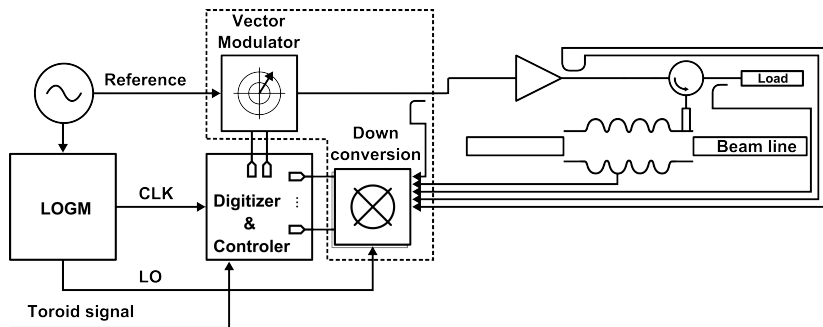 Vector
Modulator
Reference
Load
Down
conversion
Beam line
LOGM
CLK
Digitizer
&
Controler
LO
Toroid signal